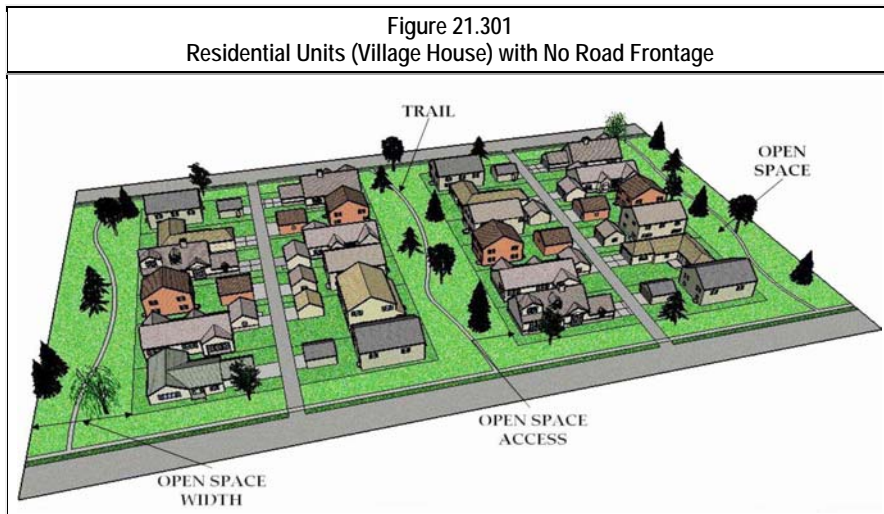 Figure 21.301
Residential Units (Village House) with No Road Frontage
TRAIL
OPEN
SPACE
OPEN SPACE
ACCESS
OPEN SPACE
WIDTH